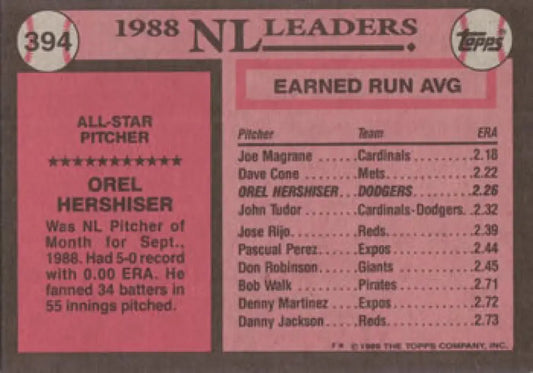 394
1988 NL LEADERS
Topps
ALL-STAR
PITCHER
★★★★★★★★★★★
OREL
HERSHISER
Was NL Pitcher of
Month for Sept.,
1988. Had 5-0 record
with 0.00 ERA. He
fanned 34 batters in
55 innings pitched.
EARNED RUN AVG
Pitcher Team ERA
Joe Magrane.....Cardinals.........2.18
Dave Cone......Mets..............2.22
OREL HERSHISER...DODGERS.........2.26
John Tudor......Cardinals-Dodgers..2.32
Jose Rijo........Reds..............2.39
Pascual Perez....Expos.............2.44
Don Robinson....Giants............2.45
Bob Walk.......Pirates............2.71
Denny Martinez..Expos.............2.72
Danny Jackson...Reds..............2.73
© 1989 THE TOPPS COMPANY, INC.